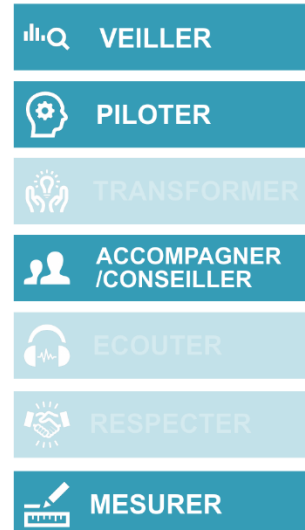 VEILLER
PILOTER
TRANSFORMER
ACCOMPAGNER
/CONSEILLER
ECOUTER
RESPECTER
MESURER